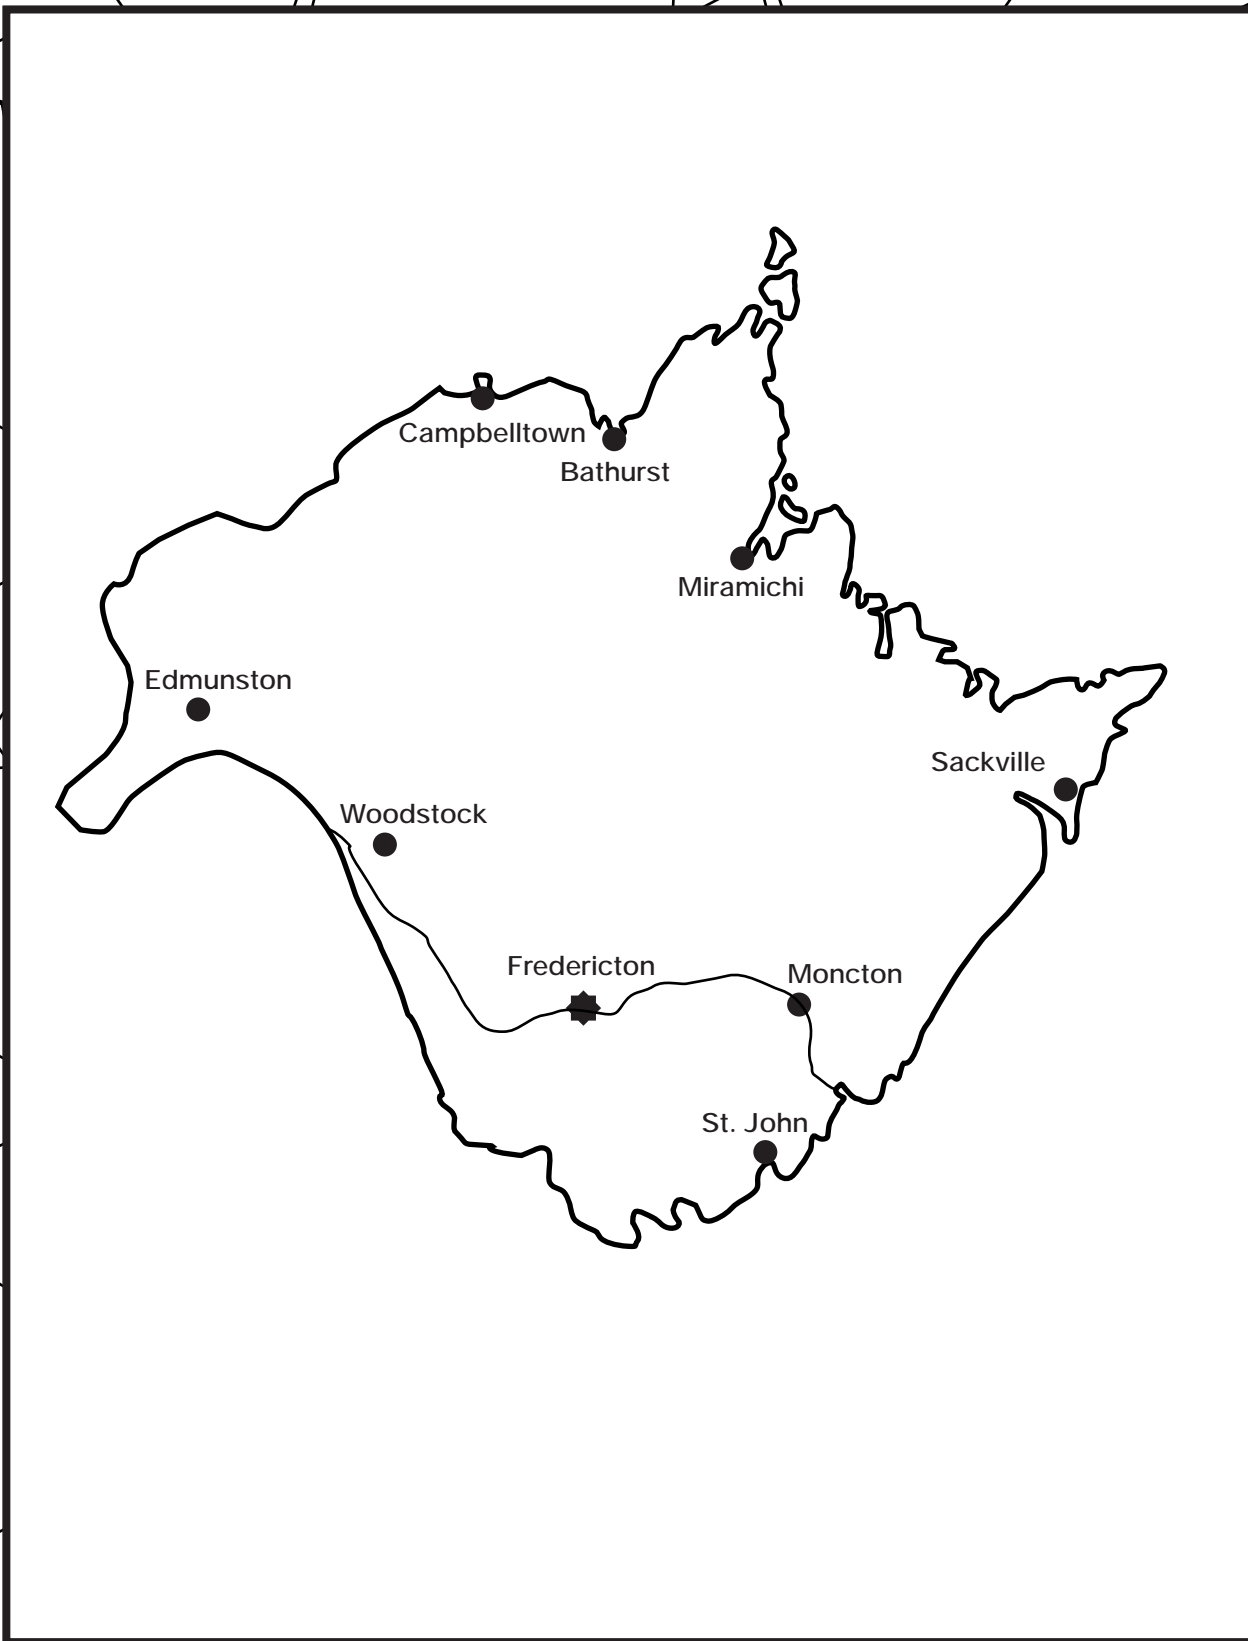 Campbelltown
Bathurst
Miramichi
Edmunston
Sackville
Woodstock
Fredericton
Moncton
St. John